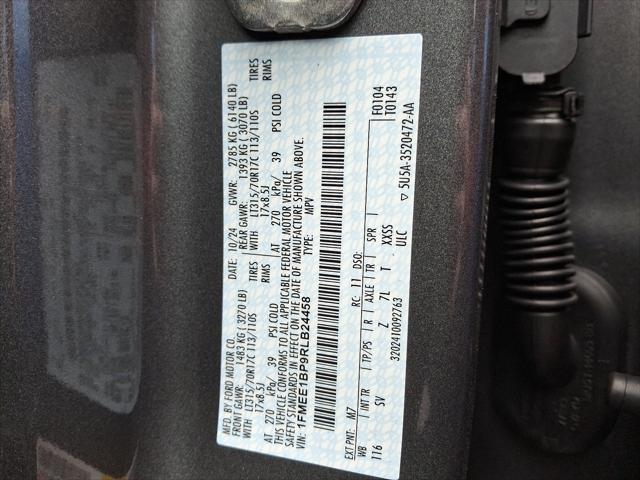 MFD. BY FORD MOTOR CO.
DATE: 10/24
GVWR: 2785 KG ( 6140 LB)
FRONT GAWR: 1483 KG (3270 LB)
REAR GAWR: 1393 KG ( 3070 LB)
WITH LT315/70R17C 113/110S TIRES
WITH LT315/70R17C 113/110S TIRES
17x8.5J RIMS
17x8.5J RIMS
AT 270 kPa/ 39 PSI COLD
AT 270 kPa/ 39 PSI COLD
THIS VEHICLE CONFORMS TO ALL APPLICABLE FEDERAL MOTOR VEHICLE
SAFETY STANDARDS IN EFFECT ON THE DATE OF MANUFACTURE SHOWN ABOVE.
VIN: 1FMEE1BP9RLB24458
TYPE: MPV
F0104
T0143
EXT PNT: M7
RC: 11 DSO:
WB INT TR TP/PS R AXLE TR SPR
116 SV Z 7L T XXSS
ULC
3202410092763
5U5A-3520472-AA